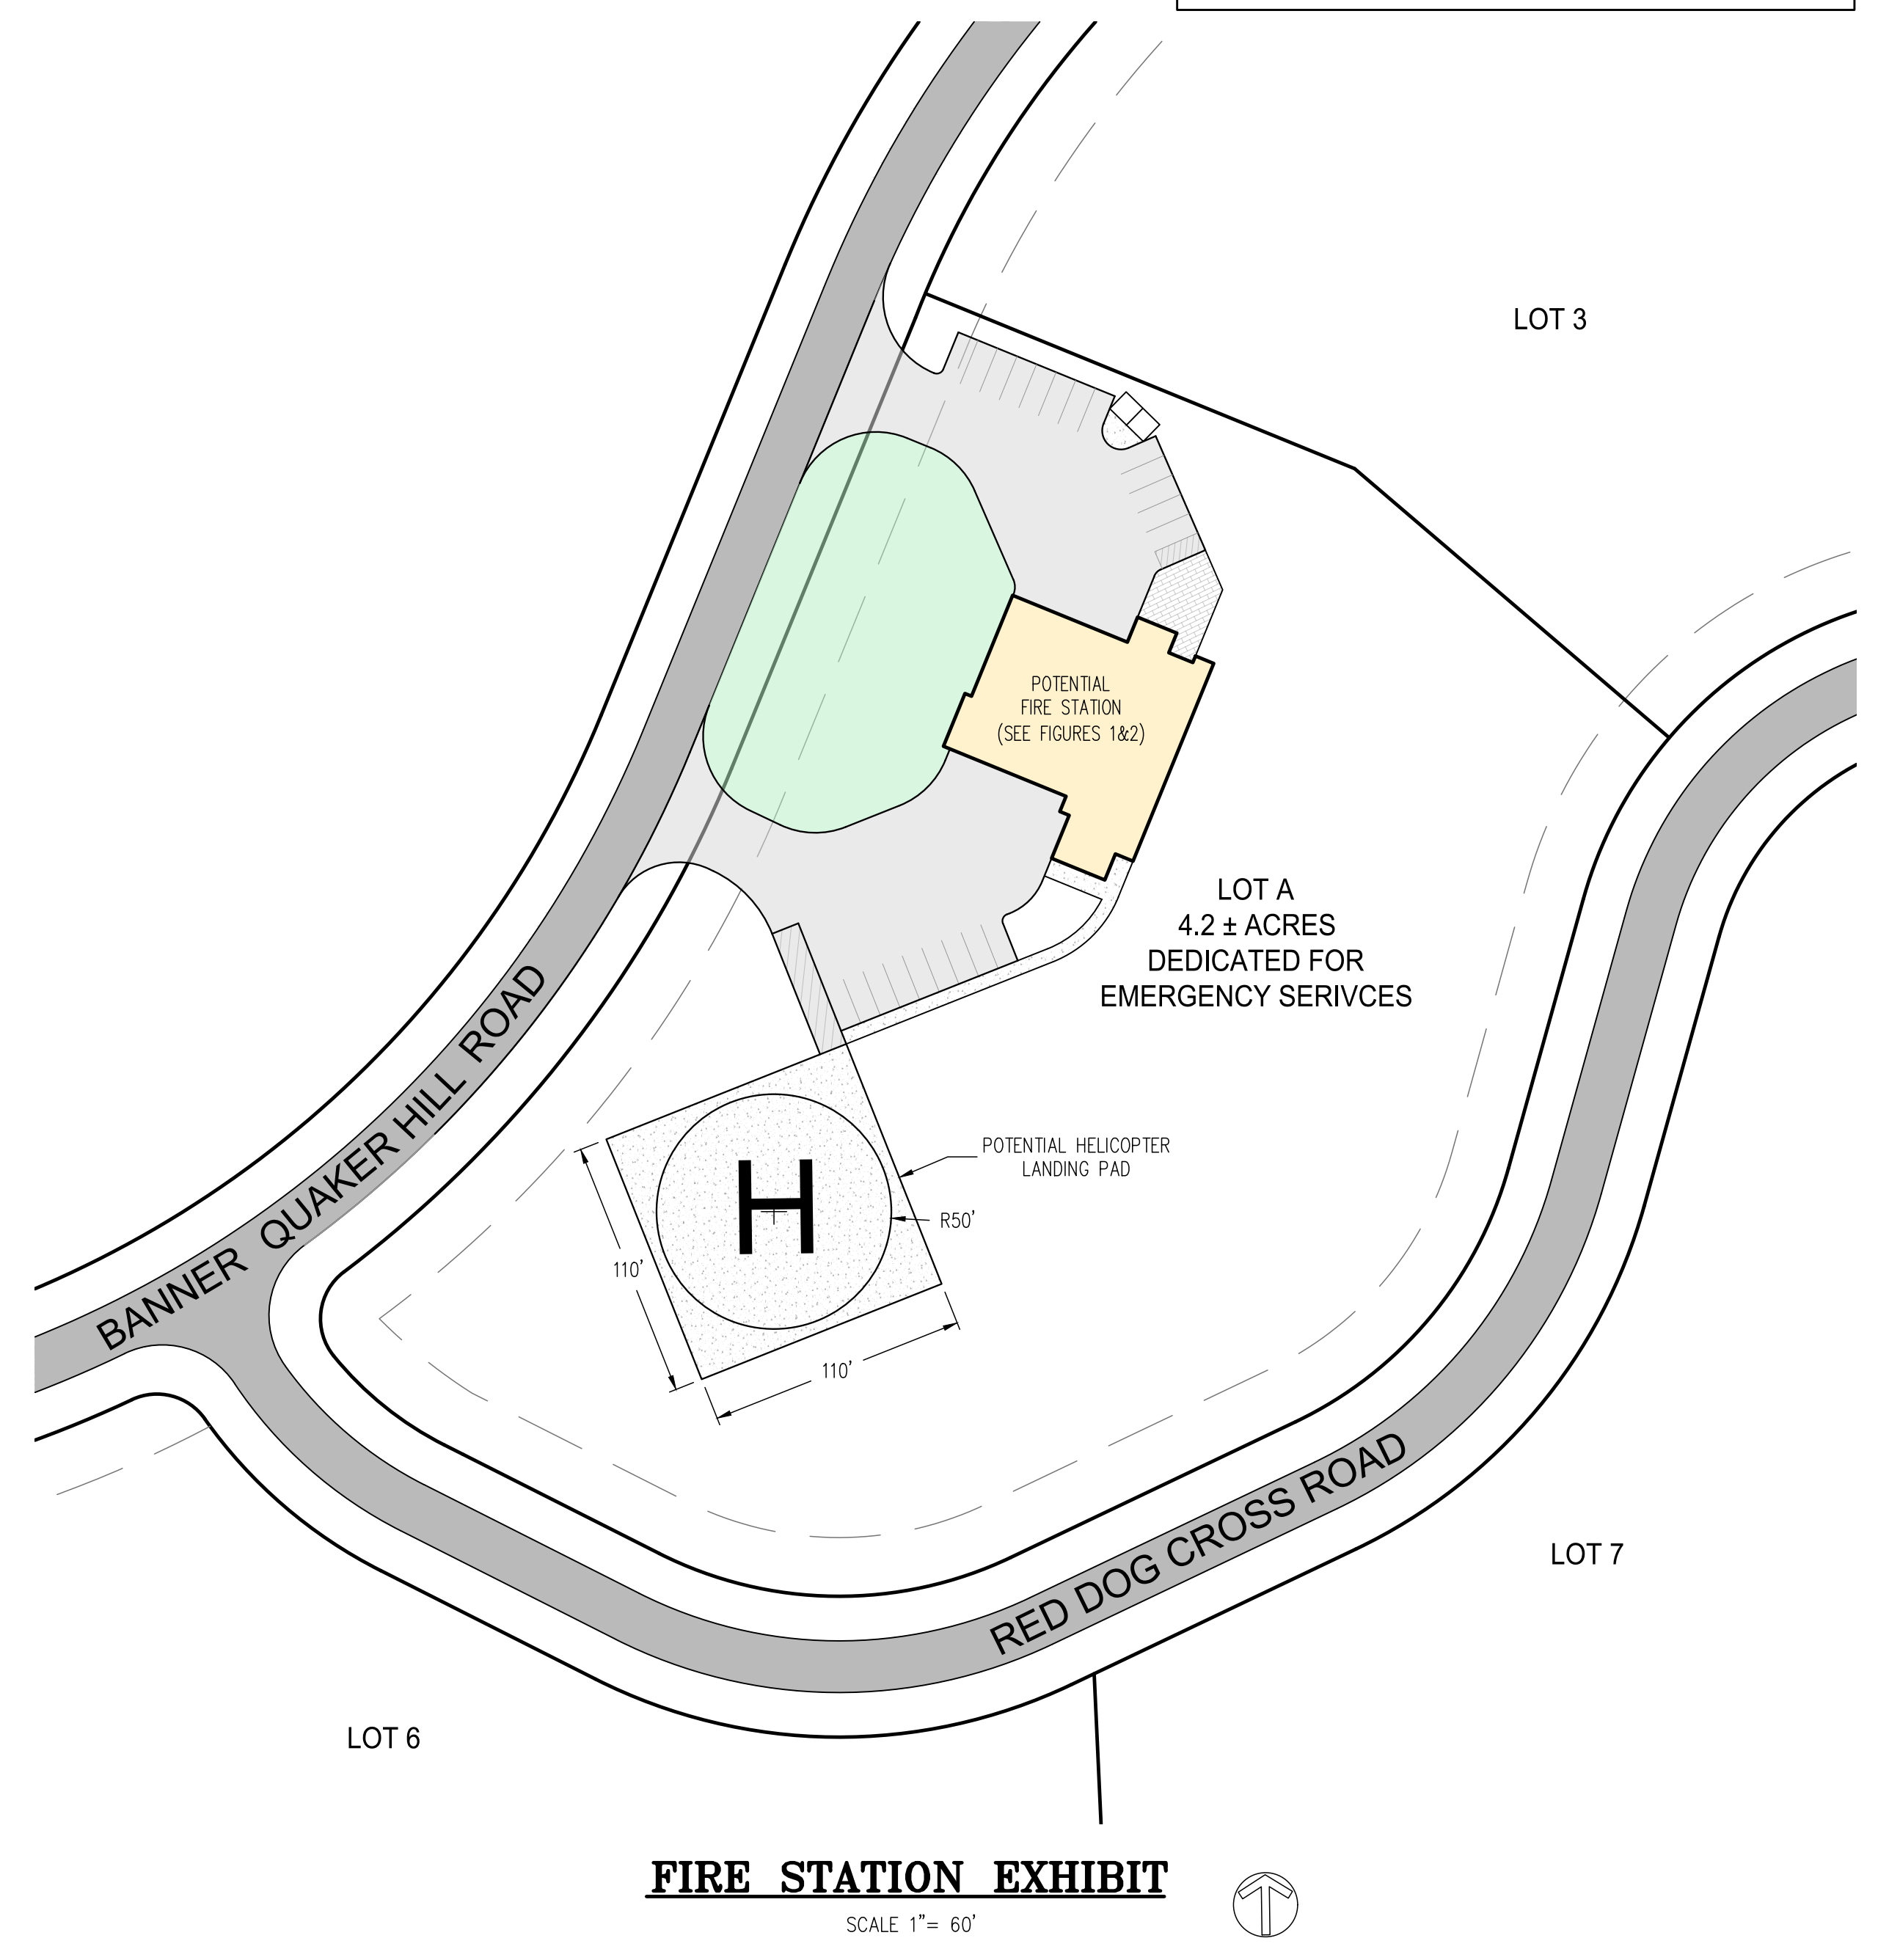 LOT 3
POTENTIAL
FIRE STATION
(SEE FIGURES 1&2)
LOT A
4.2 ± ACRES
DEDICATED FOR
EMERGENCY SERIVCES
BANNER QUAKER HILL ROAD
POTENTIAL HELICOPTER
LANDING PAD
H
R50'
110'
110'
RED DOG CROSS ROAD
LOT 7
LOT 6
FIRE STATION EXHIBIT
SCALE 1"= 60'